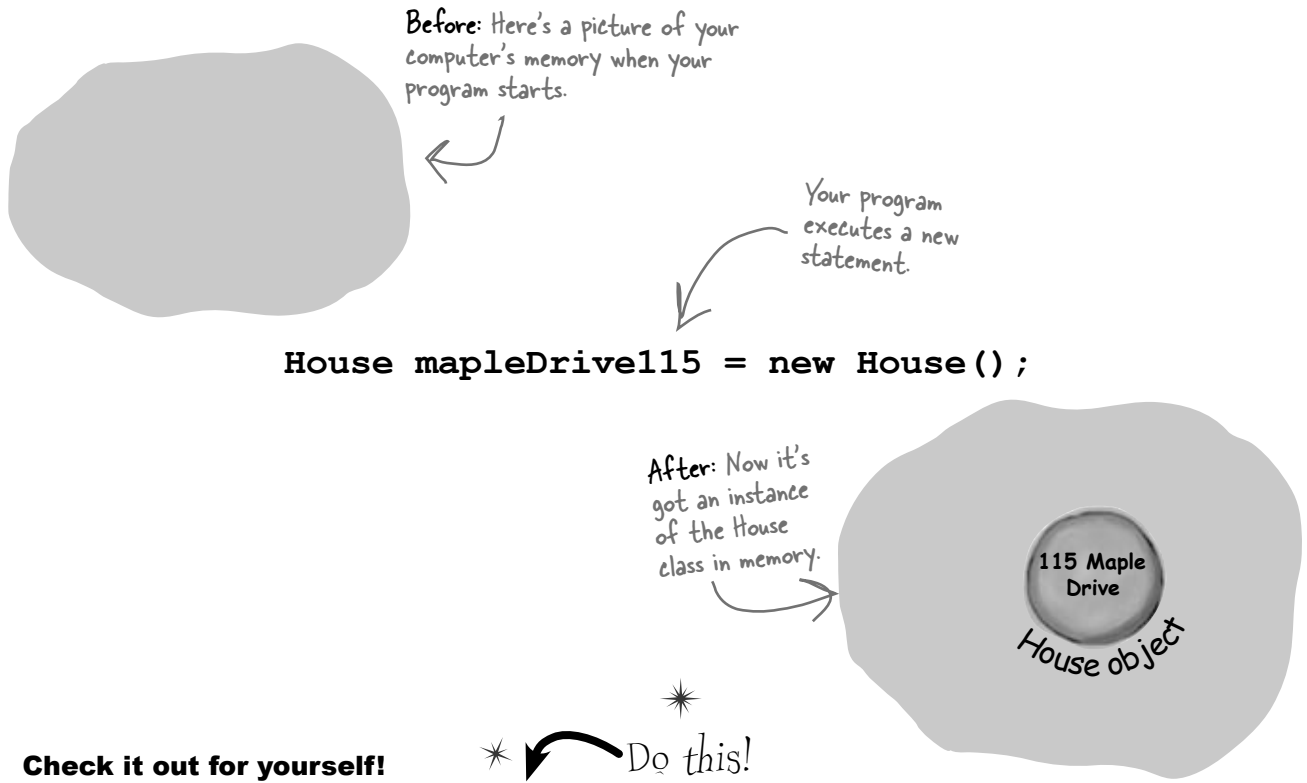 Before: Here's a picture of your
computer's memory when your
program starts.
Your program
executes a new
statement.
House mapleDrive115 = new House();
After: Now it's
got an instance
of the House
class in memory.
115 Maple
Drive
House object
Do this!
Check it out for yourself!